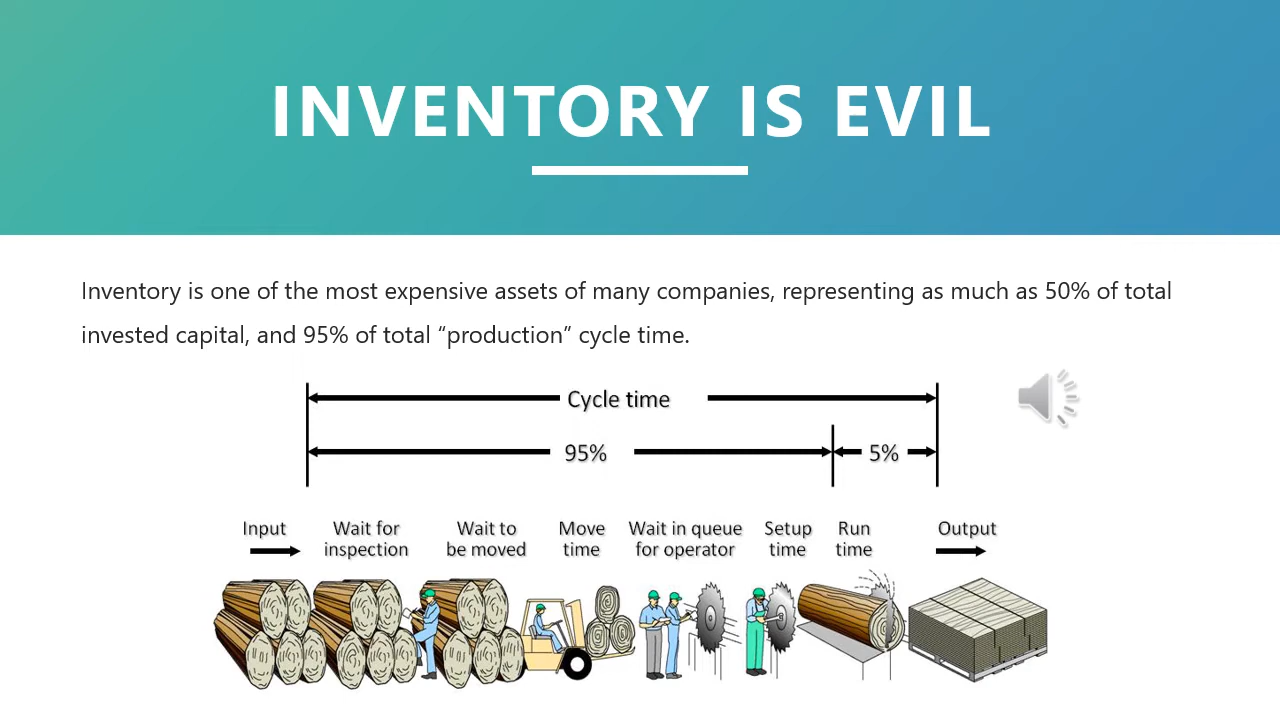 INVENTORY IS EVIL
Inventory is one of the most expensive assets of many companies, representing as much as 50% of total
invested capital, and 95% of total “production” cycle time.
Cycle time
95%
5%
Input
Wait for
inspection
Wait to
be moved
Move
time
Wait in queue
for operator
Setup
time
Run
time
Output